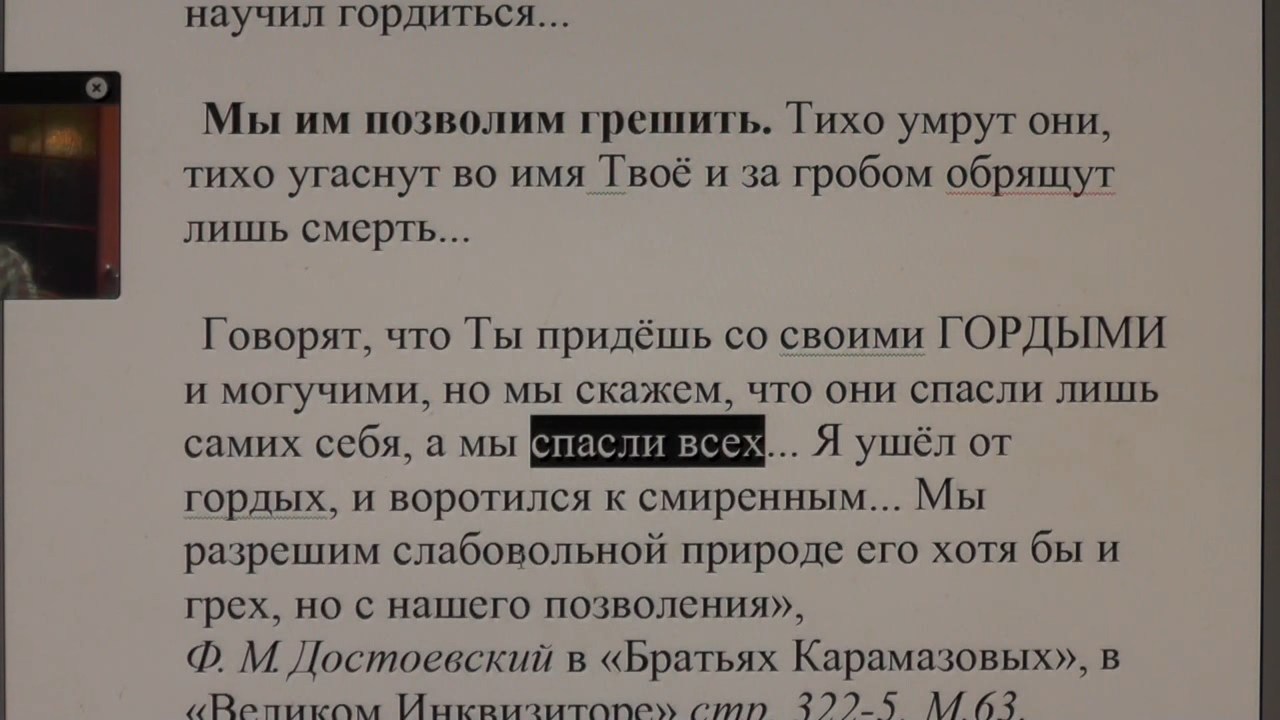 научил гордиться...
Мы им позволим грешить. Тихо умрут они,
тихо угаснут во имя Твоё и за гробом обрящут
лишь смерть...
Говорят, что Ты придёшь со своими ГОРДЫМИ
и могучими, но мы скажем, что они спасли лишь
самих себя, а мы спасли всех... Я ушёл от
гордых, и воротился к смиренным... Мы
разрешим слабовольной природе его хотя бы и
грех, но с нашего позволения»,
Ф. М. Достоевский в «Братьях Карамазовых», в
«Великом Инквизиторе» стр. 322-5. М.63.